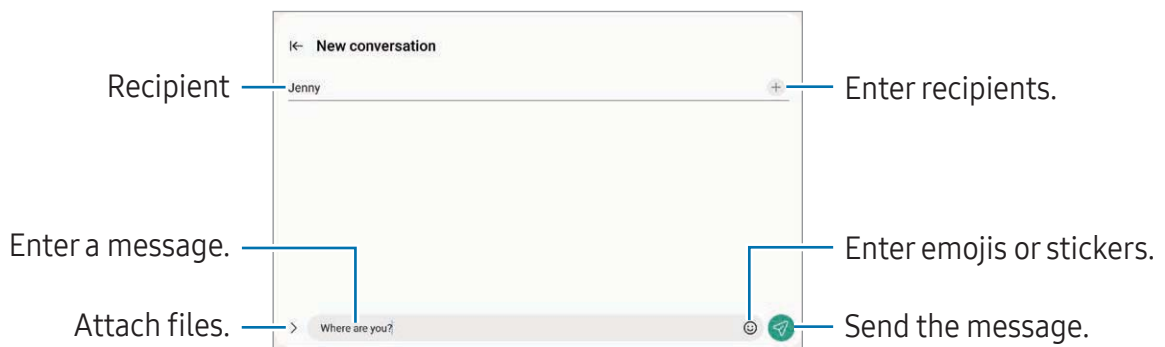 New conversation
Recipient
Jenny
Enter recipients.
Enter a message.
Enter emojis or stickers.
Attach files.
Where are you?
Send the message.